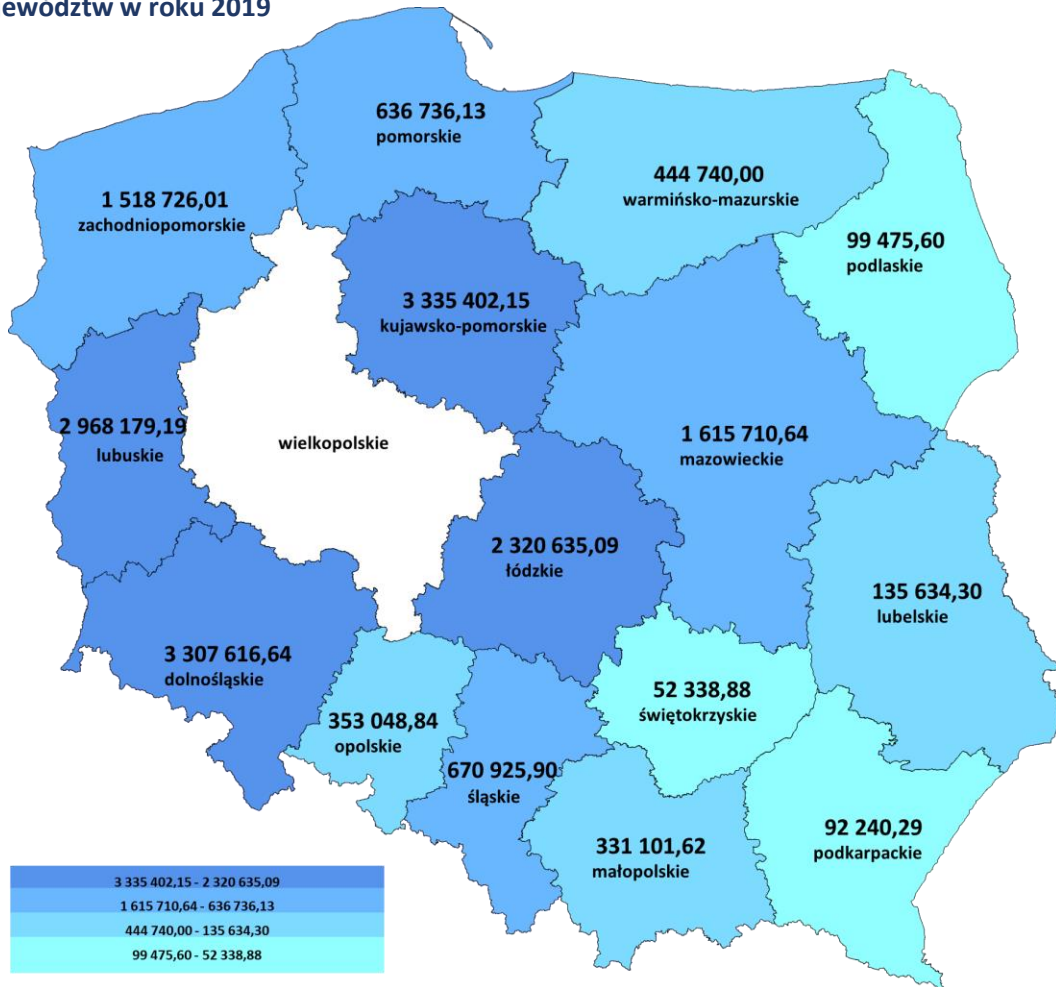 ewództw w roku 2019
636 736,13
pomorskie
444 740,00
warmińsko-mazurskie
1 518 726,01
zachodniopomorskie
99 475,60
podlaskie
3 335 402,15
kujawsko-pomorskie
2 968 179,19
lubuskie
wielkopolskie
1 615 710,64
mazowieckie
2 320 635,09
łódzkie
135 634,30
lubelskie
3 307 616,64
dolnośląskie
52 338,88
świętokrzyskie
353 048,84
opolskie
670 925,90
śląskie
331 101,62
małopolskie
92 240,29
podkarpackie
3 335 402,15 - 2 320 635,09
1 615 710,64 - 636 736,13
444 740,00 - 135 634,30
99 475,60 - 52 338,88